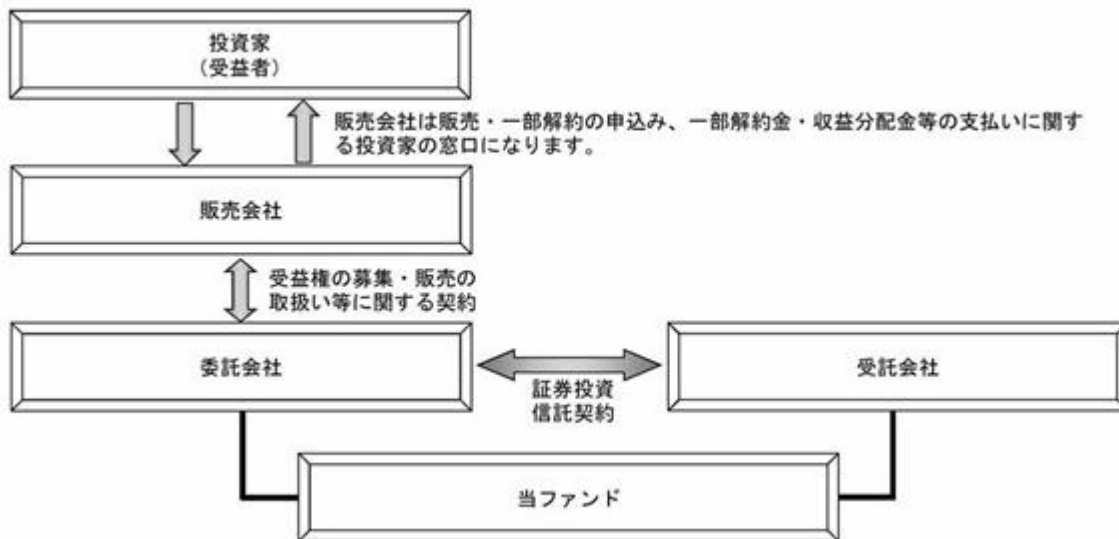 投資家
（受益者）
販売会社は販売・一部解約の申込み、一部解約金・収益分配金等の支払いに関す
る投資家の窓口になります。
販売会社
受益権の募集・販売の
取扱い等に関する契約
委託会社
受託会社
証券投資
信託契約
当ファンド